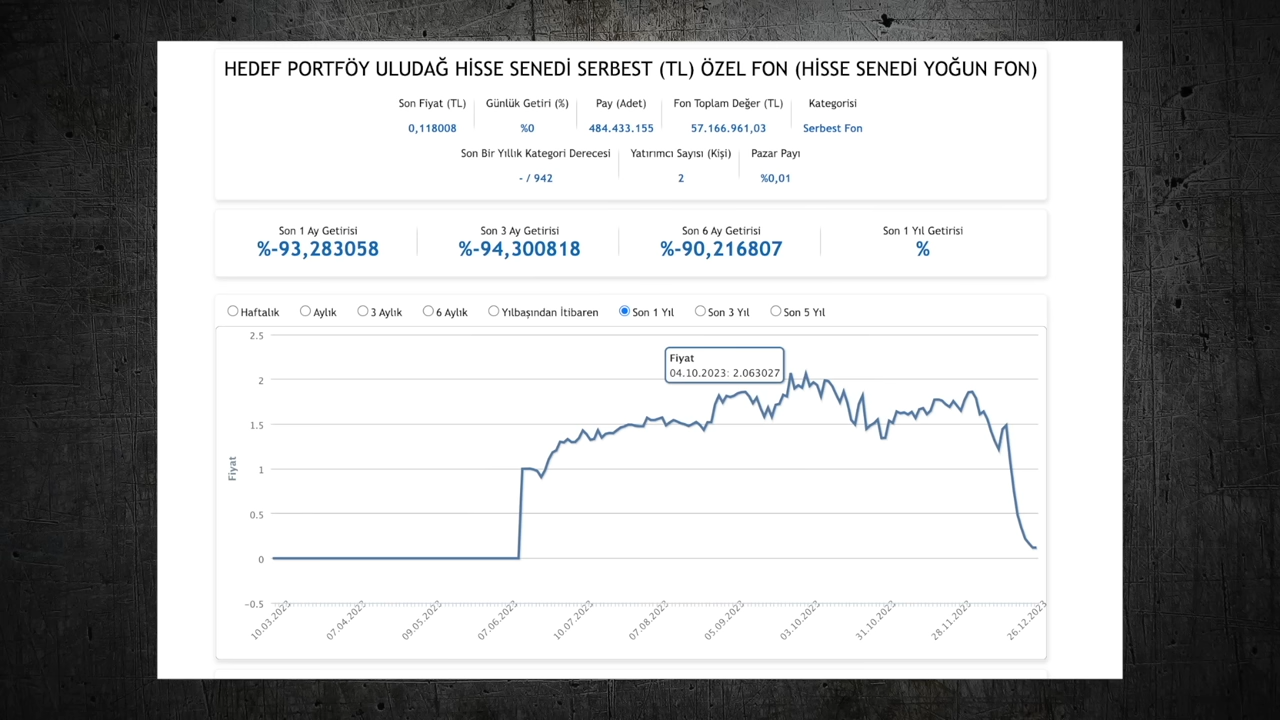 HEDEF PORTFÖY ULUDAĞ HİSSE SENEDİ SERBEST (TL) ÖZEL FON (HİSSE SENEDİ YOĞUN FON)
Son Fiyat (TL) Günlük Getiri (%) Pay (Adet) Fon Toplam Değer (TL) Kategorisi
0,118008 %0 484.433.155 57.166.961,03 Serbest Fon
Son Bir Yıllık Kategori Derecesi Yatırımcı Sayısı (Kişi) Pazar Payı
- / 942 2 %0,01
Son 1 Ay Getirisi Son 3 Ay Getirisi Son 6 Ay Getirisi Son 1 Yıl Getirisi
%-93,283058 %-94,300818 %-90,216807 %
Haftalık Aylık 3 Aylık 6 Aylık Yılbaşından İtibaren Son 1 Yıl Son 3 Yıl Son 5 Yıl
2.5
Fiyat
04.10.2023: 2.063027
2
1.5
Fiyat
1
0.5
0
−0.5
10.03.2023 07.04.2023 09.05.2023 07.06.2023 10.07.2023 07.08.2023 05.09.2023 03.10.2023 31.10.2023 28.11.2023 26.12.2023